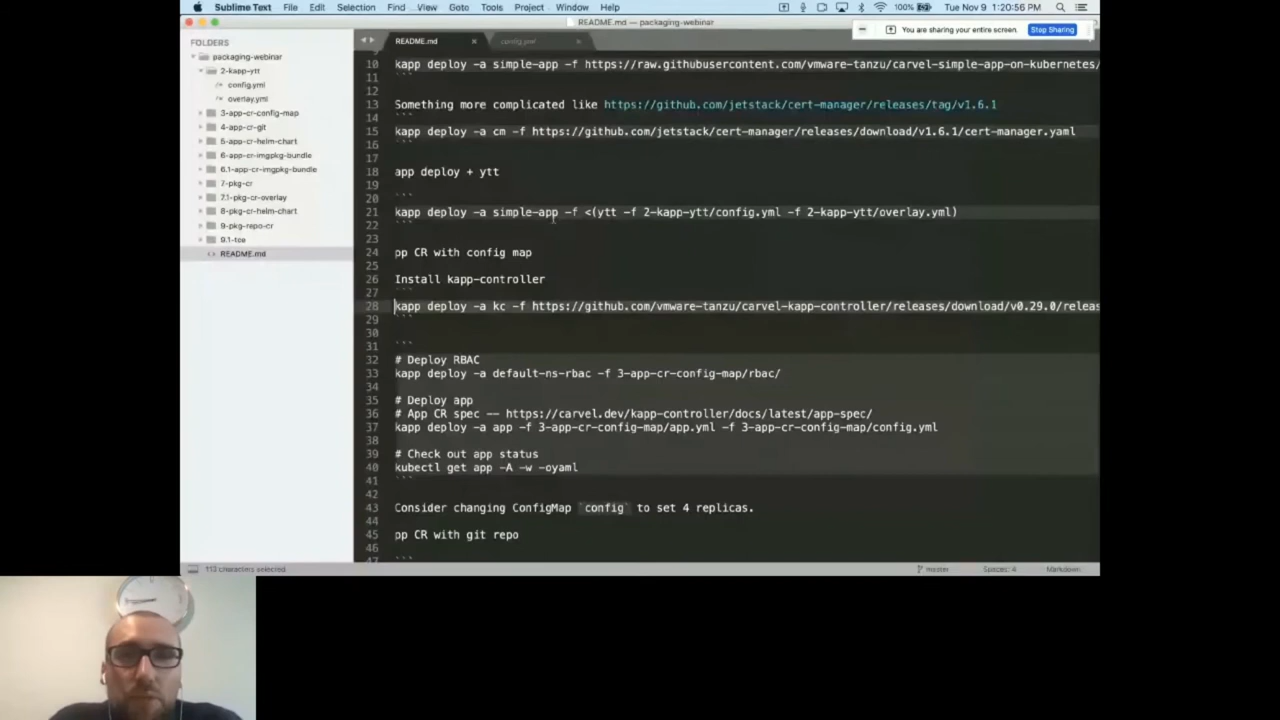 Sublime Text File Edit Selection Find View Goto Tools Project Window Help 100% Tue Nov 9 1:20:56 PM
README.md — packaging-webinar
You are sharing your entire screen. Stop Sharing
FOLDERS
packaging-webinar
2-kapp-ytt
config.yml
overlay.yml
3-app-cr-config-map
4-app-cr-git
5-app-cr-helm-chart
6-app-cr-imgpkg-bundle
6.1-app-cr-imgpkg-bundle
7-pkg-cr
7.1-pkg-cr-overlay
8-pkg-cr-helm-chart
9-pkg-repo-cr
9.1-tce
README.md
README.md config.yml
9
10 kapp deploy -a simple-app -f https://raw.githubusercontent.com/vmware-tanzu/carvel-simple-app-on-kubernetes/
11 ```
12
13 Something more complicated like https://github.com/jetstack/cert-manager/releases/tag/v1.6.1
14 ```
15 kapp deploy -a cm -f https://github.com/jetstack/cert-manager/releases/download/v1.6.1/cert-manager.yaml
16 ```
17
18 app deploy + ytt
19
20 ```
21 kapp deploy -a simple-app -f <(ytt -f 2-kapp-ytt/config.yml -f 2-kapp-ytt/overlay.yml)
22 ```
23
24 pp CR with config map
25
26 Install kapp-controller
27 ```
28 kapp deploy -a kc -f https://github.com/vmware-tanzu/carvel-kapp-controller/releases/download/v0.29.0/releas
29 ```
30
31 ```
32 # Deploy RBAC
33 kapp deploy -a default-ns-rbac -f 3-app-cr-config-map/rbac/
34
35 # Deploy app
36 # App CR spec -- https://carvel.dev/kapp-controller/docs/latest/app-spec/
37 kapp deploy -a app -f 3-app-cr-config-map/app.yml -f 3-app-cr-config-map/config.yml
38
39 # Check out app status
40 kubectl get app -A -w -oyaml
41 ```
42
43 Consider changing ConfigMap `config` to set 4 replicas.
44
45 pp CR with git repo
46
47 ```
112 characters selected master Spaces: 4 Markdown